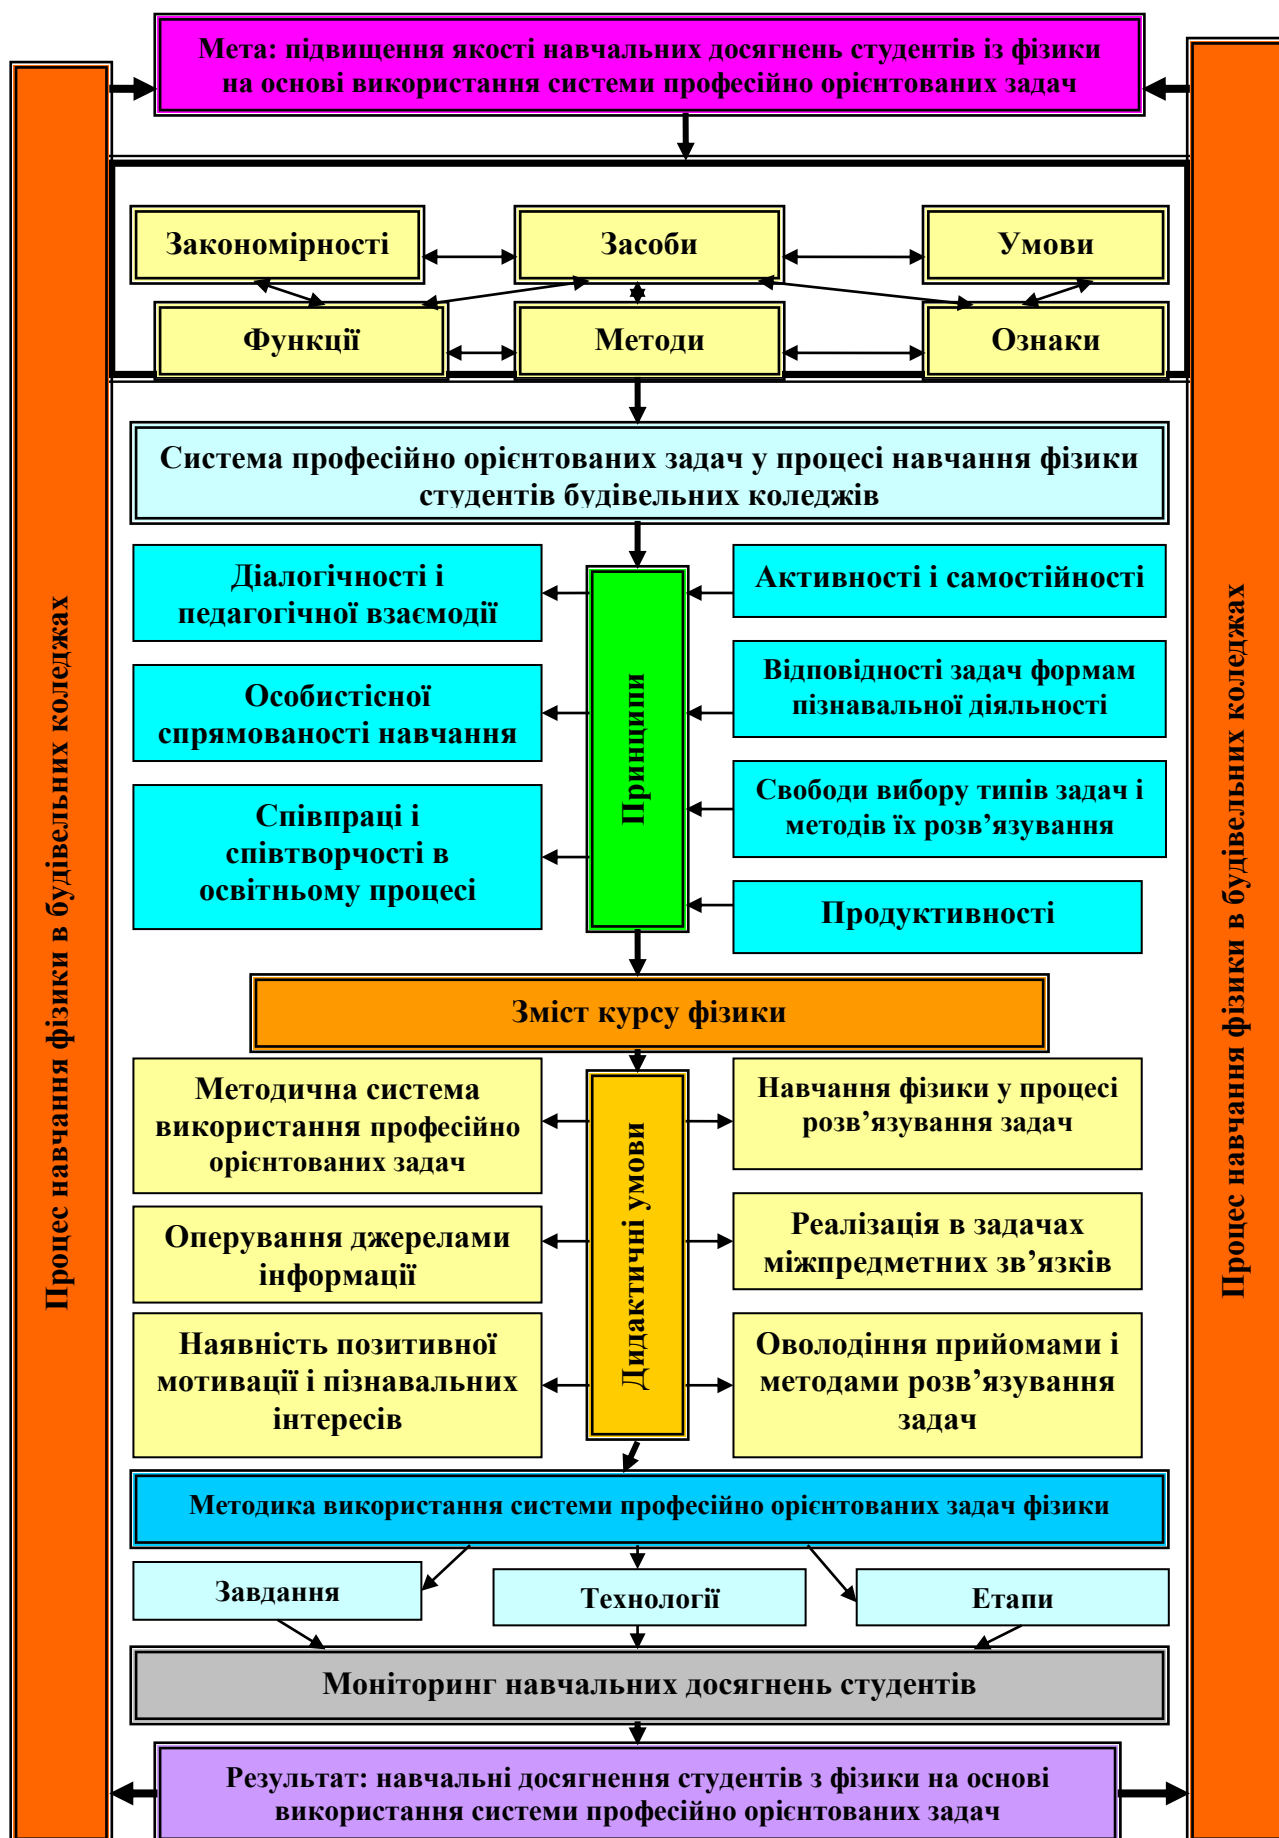 Мета: підвищення якості навчальних досягнень студентів із фізики
на основі використання системи професійно орієнтованих задач
Процес навчання фізики в будівельних коледжах
Процес навчання фізики в будівельних коледжах
Закономірності
Засоби
Умови
Функції
Методи
Ознаки
Система професійно орієнтованих задач у процесі навчання фізики
студентів будівельних коледжів
Принципи
Діалогічності і
педагогічної взаємодії
Активності і самостійності
Особистісної
спрямованості навчання
Відповідності задач формам
пізнавальної діяльності
Співпраці і
співтворчості в
освітньому процесі
Свободи вибору типів задач і
методів їх розв'язування
Продуктивності
Зміст курсу фізики
Дидактичні умови
Методична система
використання професійно
орієнтованих задач
Навчання фізики у процесі
розв'язування задач
Оперування джерелами
інформації
Реалізація в задачах
міжпредметних зв’язків
Наявність позитивної
мотивації і пізнавальних
інтересів
Оволодіння прийомами і
методами розв'язування
задач
Методика використання системи професійно орієнтованих задач фізики
Завдання
Технології
Етапи
Моніторинг навчальних досягнень студентів
Результат: навчальні досягнення студентів з фізики на основі
використання системи професійно орієнтованих задач